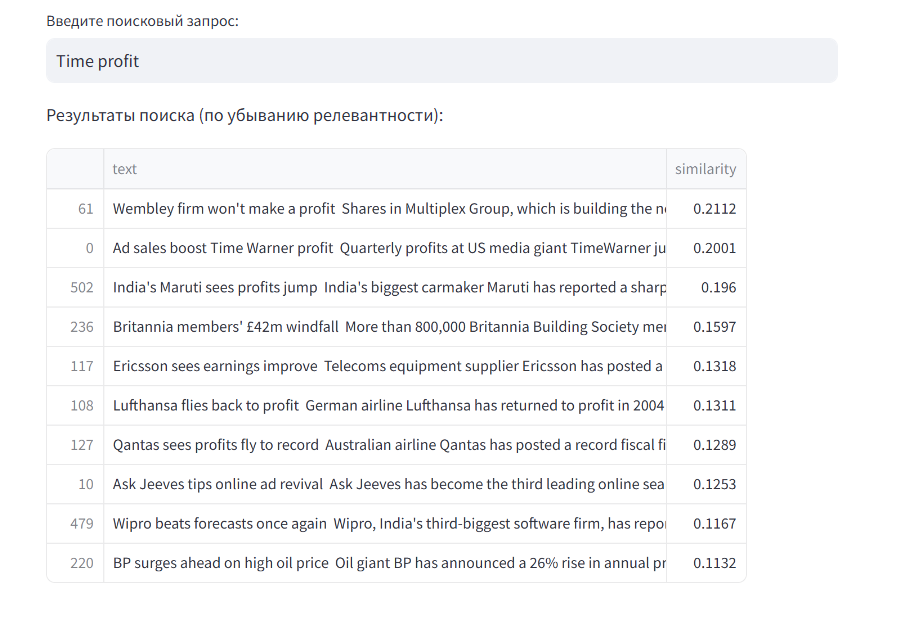 Введите поисковый запрос:
Time profit
Результаты поиска (по убыванию релевантности):
text similarity
61 Wembley firm won't make a profit Shares in Multiplex Group, which is building the 0.2112
0 Ad sales boost Time Warner profit Quarterly profits at US media giant TimeWarner ju 0.2001
502 India's Maruti sees profits jump India's biggest carmaker Maruti has reported a sharp 0.196
236 Britannia members' £42m windfall More than 800,000 Britannia Building Society mer 0.1597
117 Ericsson sees earnings improve Telecoms equipment supplier Ericsson has posted a 0.1318
108 Lufthansa flies back to profit German airline Lufthansa has returned to profit in 2004 0.1311
127 Qantas sees profits fly to record Australian airline Qantas has posted a record fiscal fi 0.1289
10 Ask Jeeves tips online ad revival Ask Jeeves has become the third leading online sea 0.1253
479 Wipro beats forecasts once again Wipro, India's third-biggest software firm, has repo 0.1167
220 BP surges ahead on high oil price Oil giant BP has announced a 26% rise in annual pr 0.1132